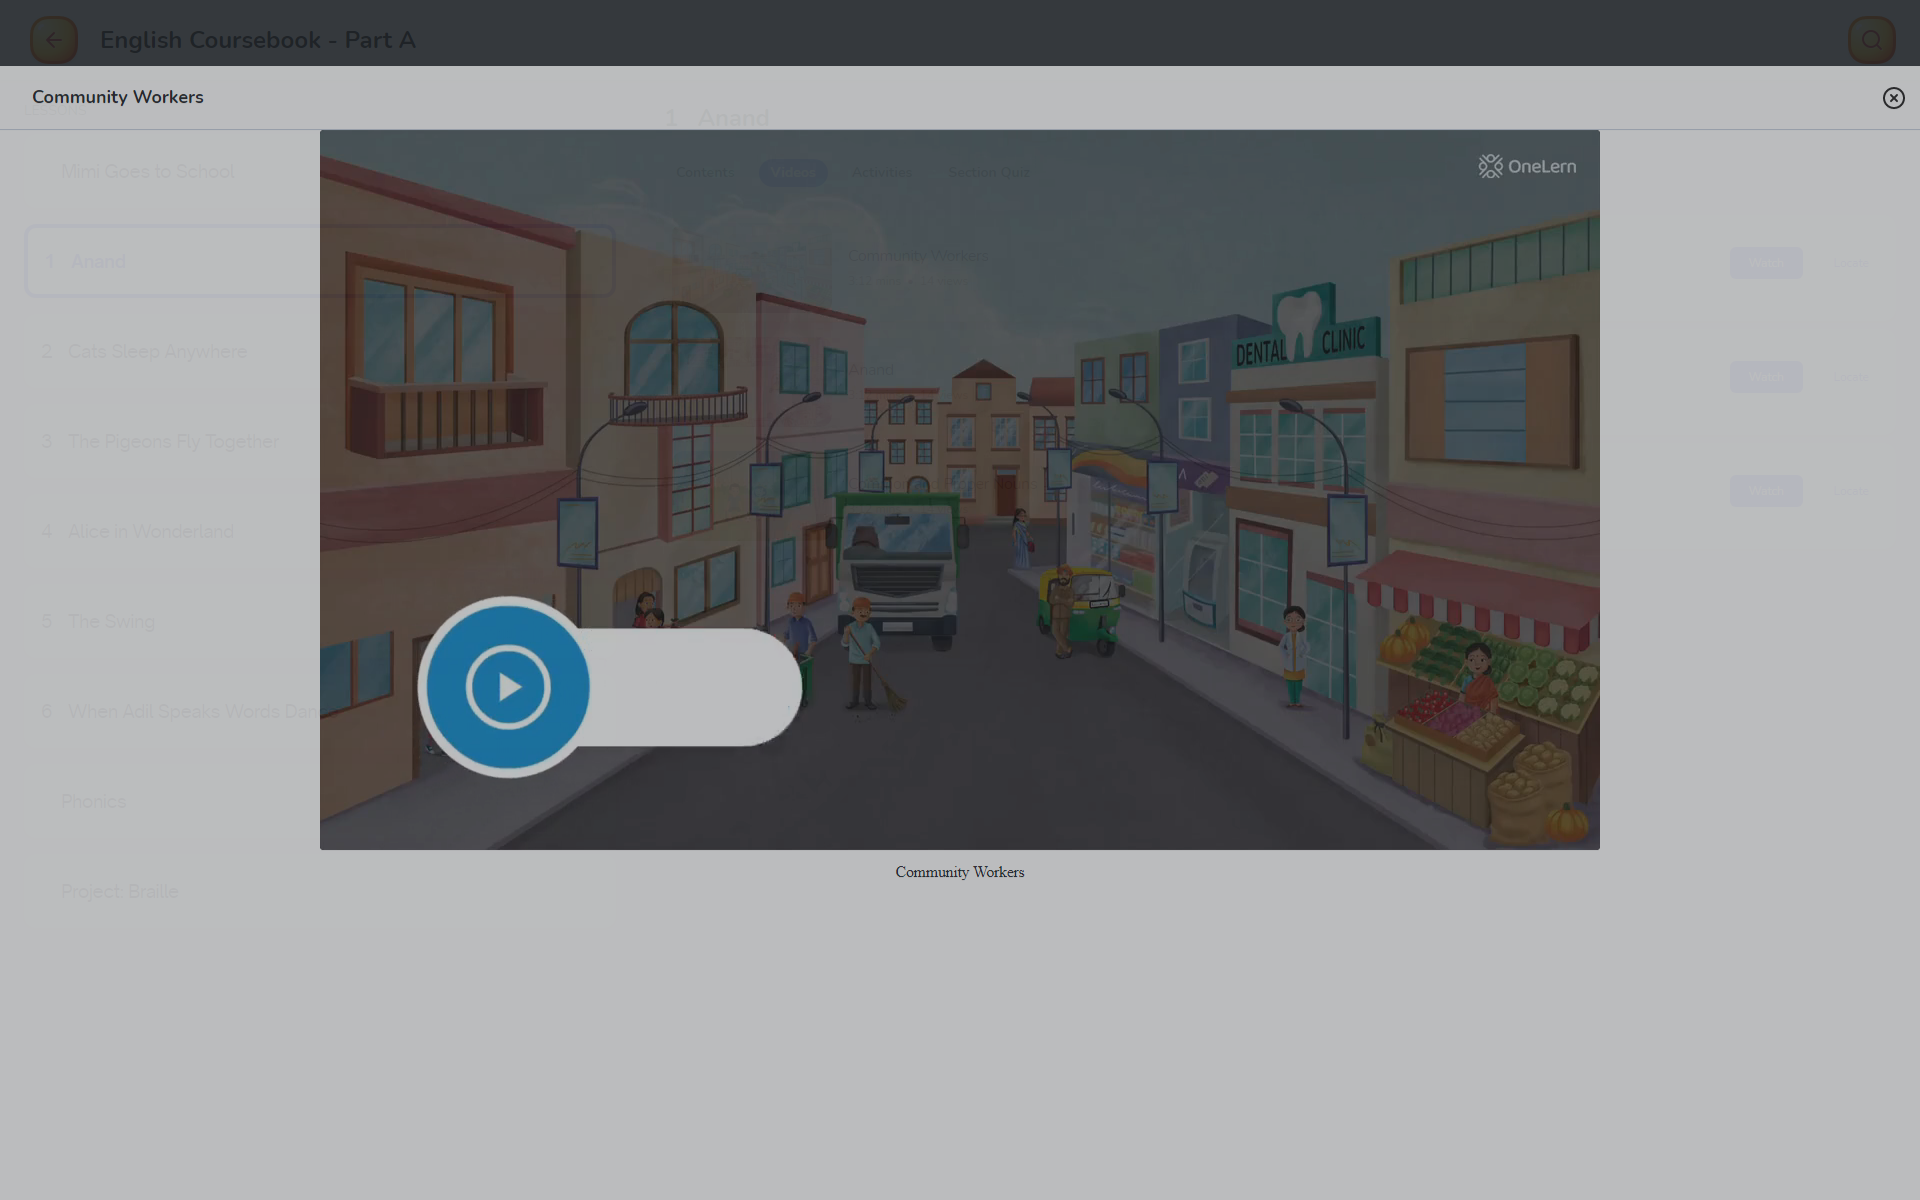 English Coursebook - Part A
Community Workers
1 Anand
Mimi Goes to School
Contents Videos Activities Section Quiz
OneLern
1 Anand
Community Workers
DENTAL CLINIC
2 Cats Sleep Anywhere
Anand
3 The Pigeons Fly Together
4 Alice in Wonderland
5 The Swing
6 When Adil Speaks Words Dan
Phonics
Project: Braille
Community Workers